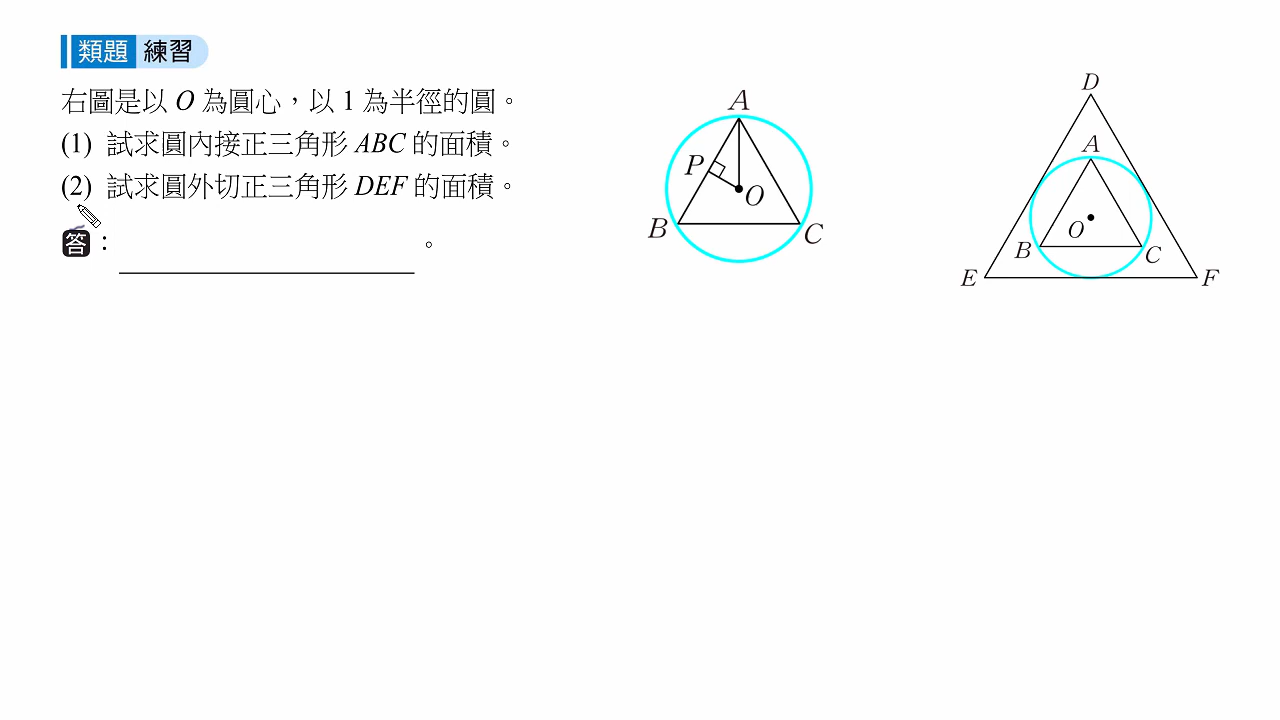 類題 練習
右圖是以 O 為圓心，以 1 為半徑的圓。
(1) 試求圓內接正三角形 ABC 的面積。
(2) 試求圓外切正三角形 DEF 的面積。
答：
。
A
P
O
B
C
D
A
O
B
C
E
F